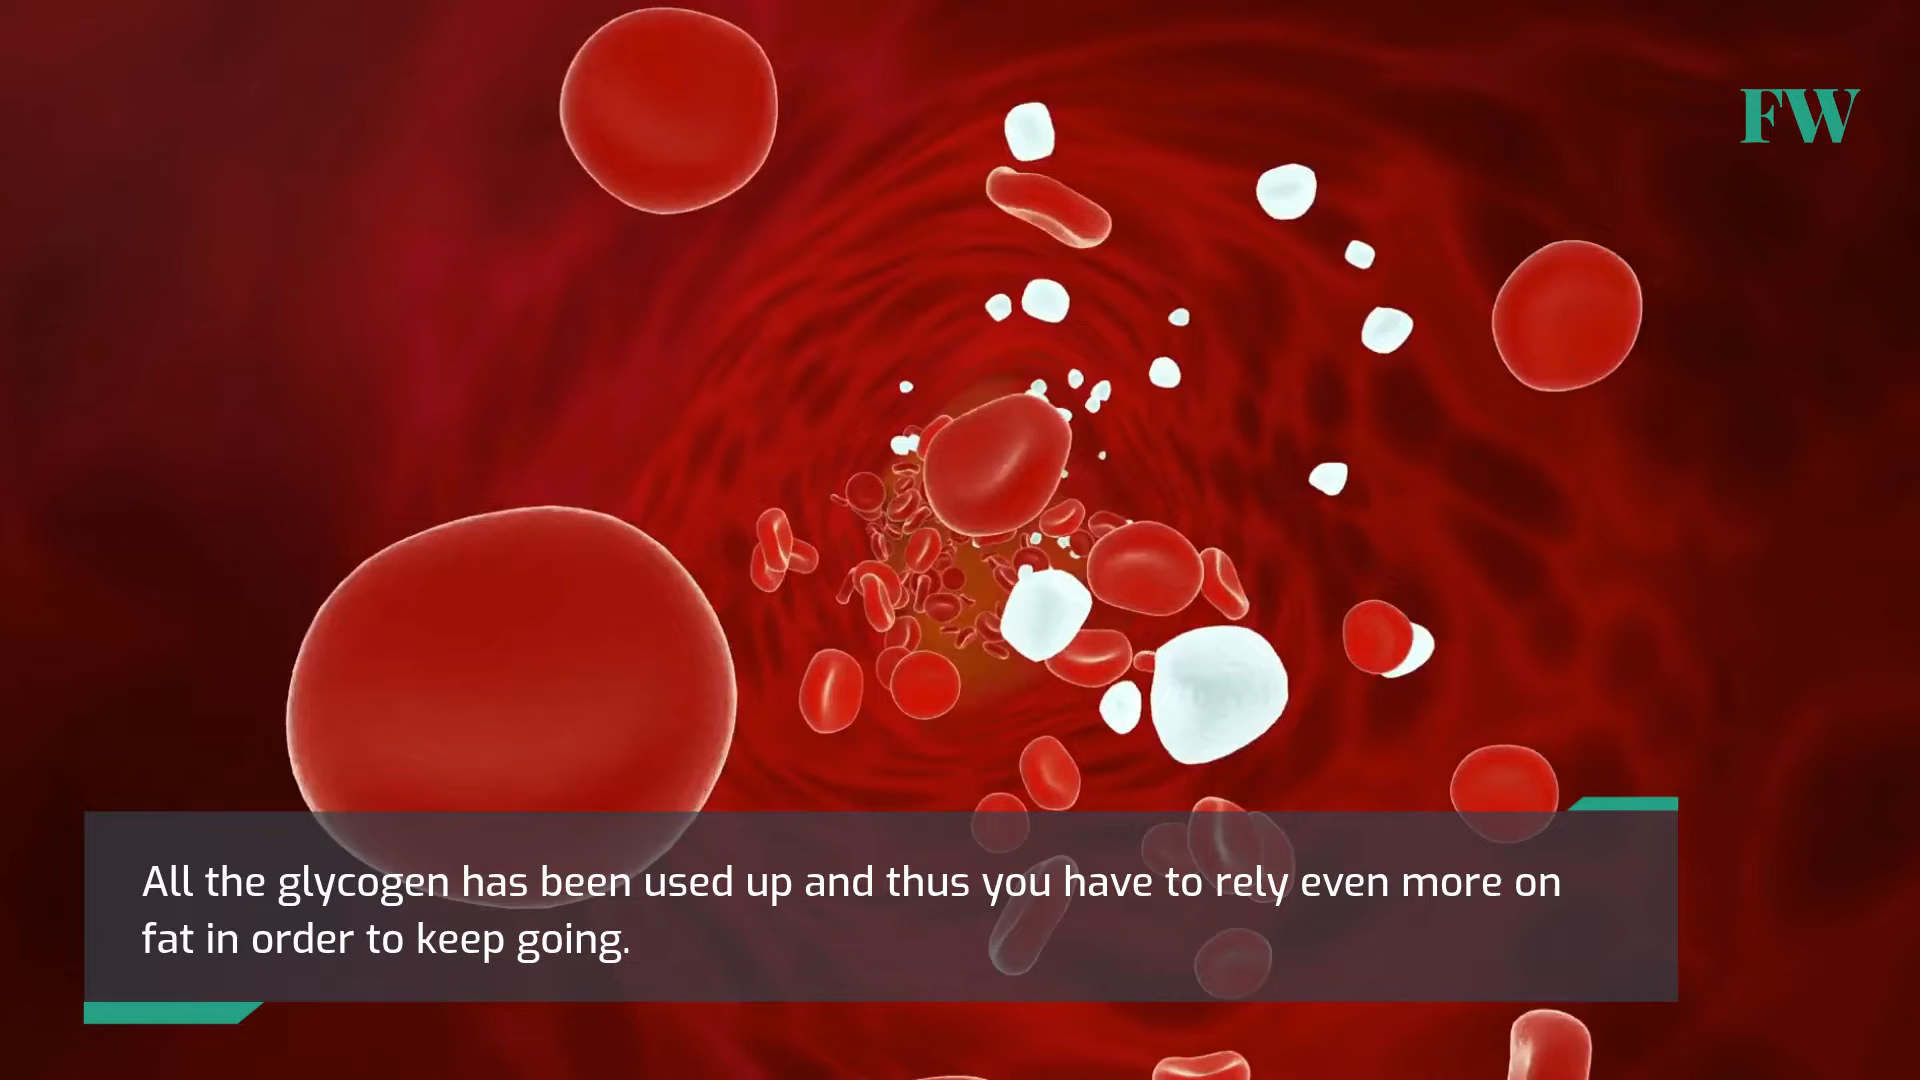 FW
All the glycogen has been used up and thus you have to rely even more on
fat in order to keep going.